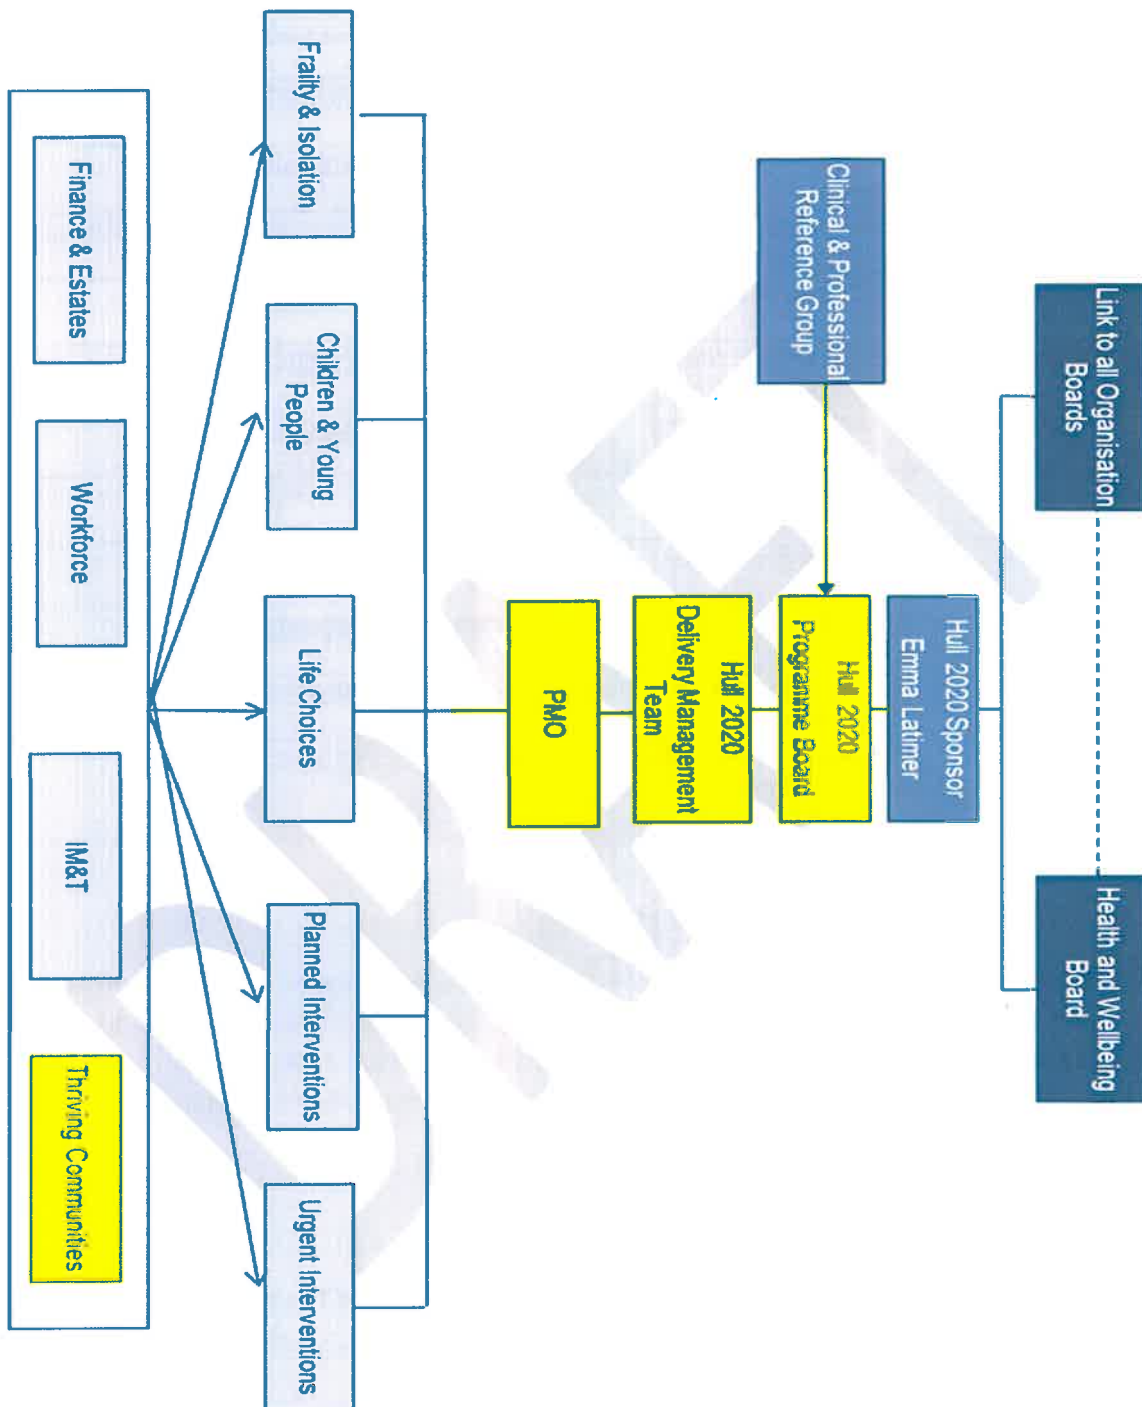 Link to all Organisation
Boards
Health and Wellbeing
Board
Hull 2020 Sponsor
Emma Latimer
Clinical & Professional
Reference Group
Hull 2020
Programme Board
Hull 2020
Delivery Management
Team
PMO
Frailty & Isolation
Children & Young
People
Life Choices
Planned Interventions
Urgent Interventions
Finance & Estates
Workforce
IM&T
Thriving Communities
DRAFT